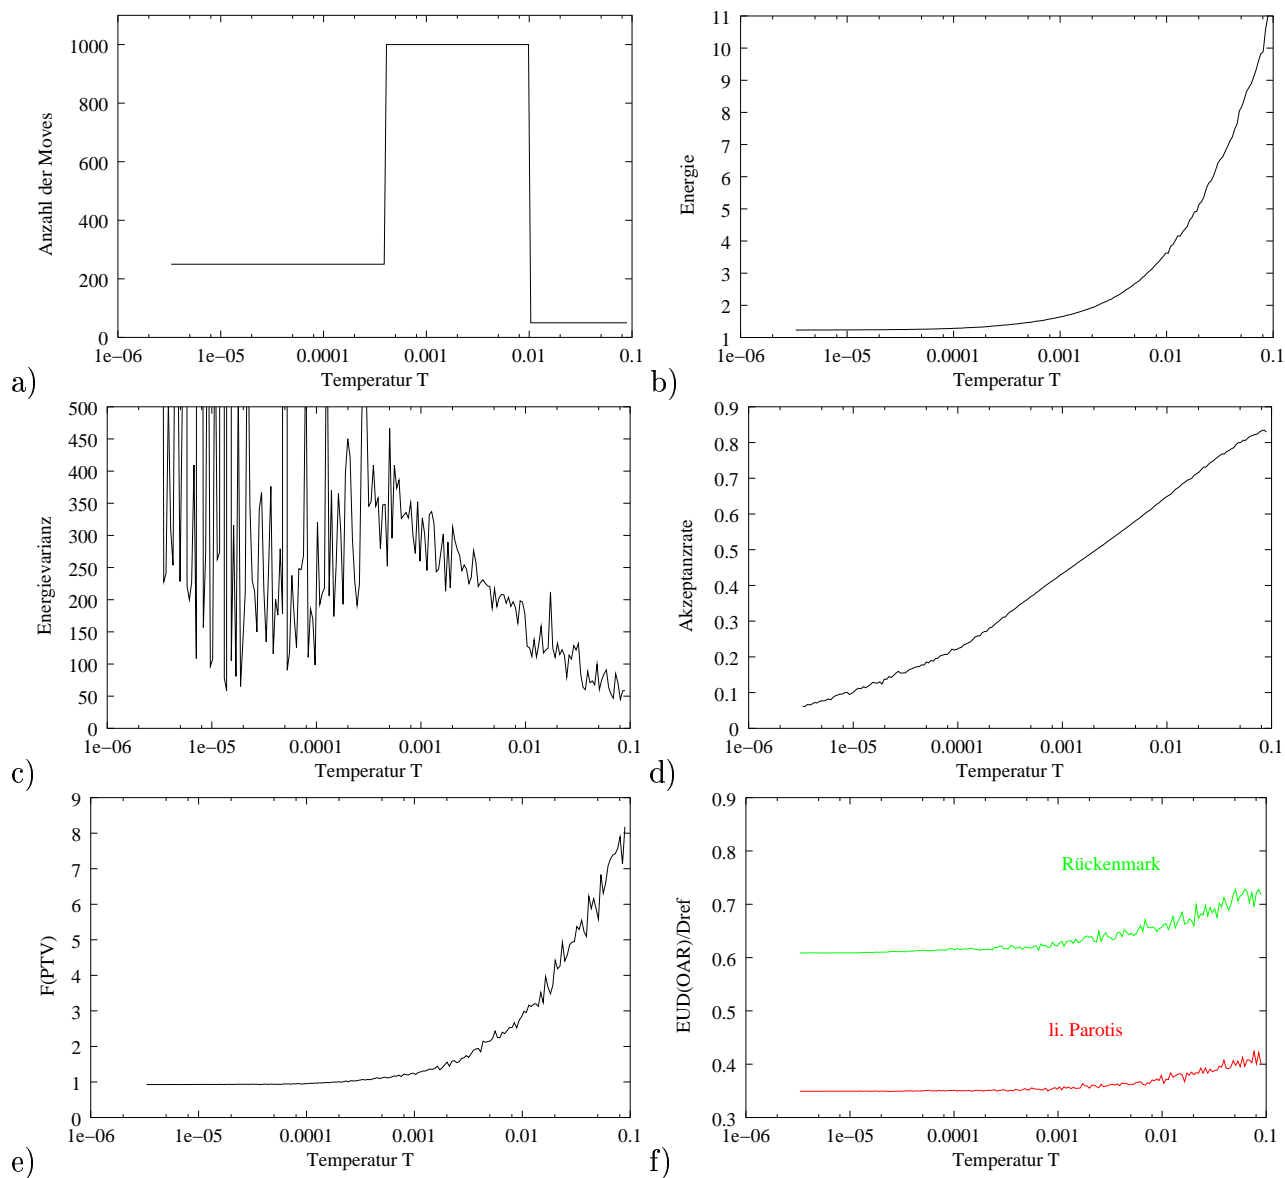 1000
800
600
400
200
0
Anzahl der Moves
1e−06 1e−05 0.0001 0.001 0.01 0.1
Temperatur T
a)
11
10
9
8
7
6
5
4
3
2
1
Energie
1e−06 1e−05 0.0001 0.001 0.01 0.1
Temperatur T
b)
500
450
400
350
300
250
200
150
100
50
0
Energievarianz
1e−06 1e−05 0.0001 0.001 0.01 0.1
Temperatur T
c)
0.9
0.8
0.7
0.6
0.5
0.4
0.3
0.2
0.1
0
Akzeptanzrate
1e−06 1e−05 0.0001 0.001 0.01 0.1
Temperatur T
d)
9
8
7
6
5
4
3
2
1
0
F(PTV)
1e−06 1e−05 0.0001 0.001 0.01 0.1
Temperatur T
e)
0.9
0.8
0.7
0.6
0.5
0.4
0.3
EUD(OAR)/Dref
Rückenmark
li. Parotis
1e−06 1e−05 0.0001 0.001 0.01 0.1
Temperatur T
f)